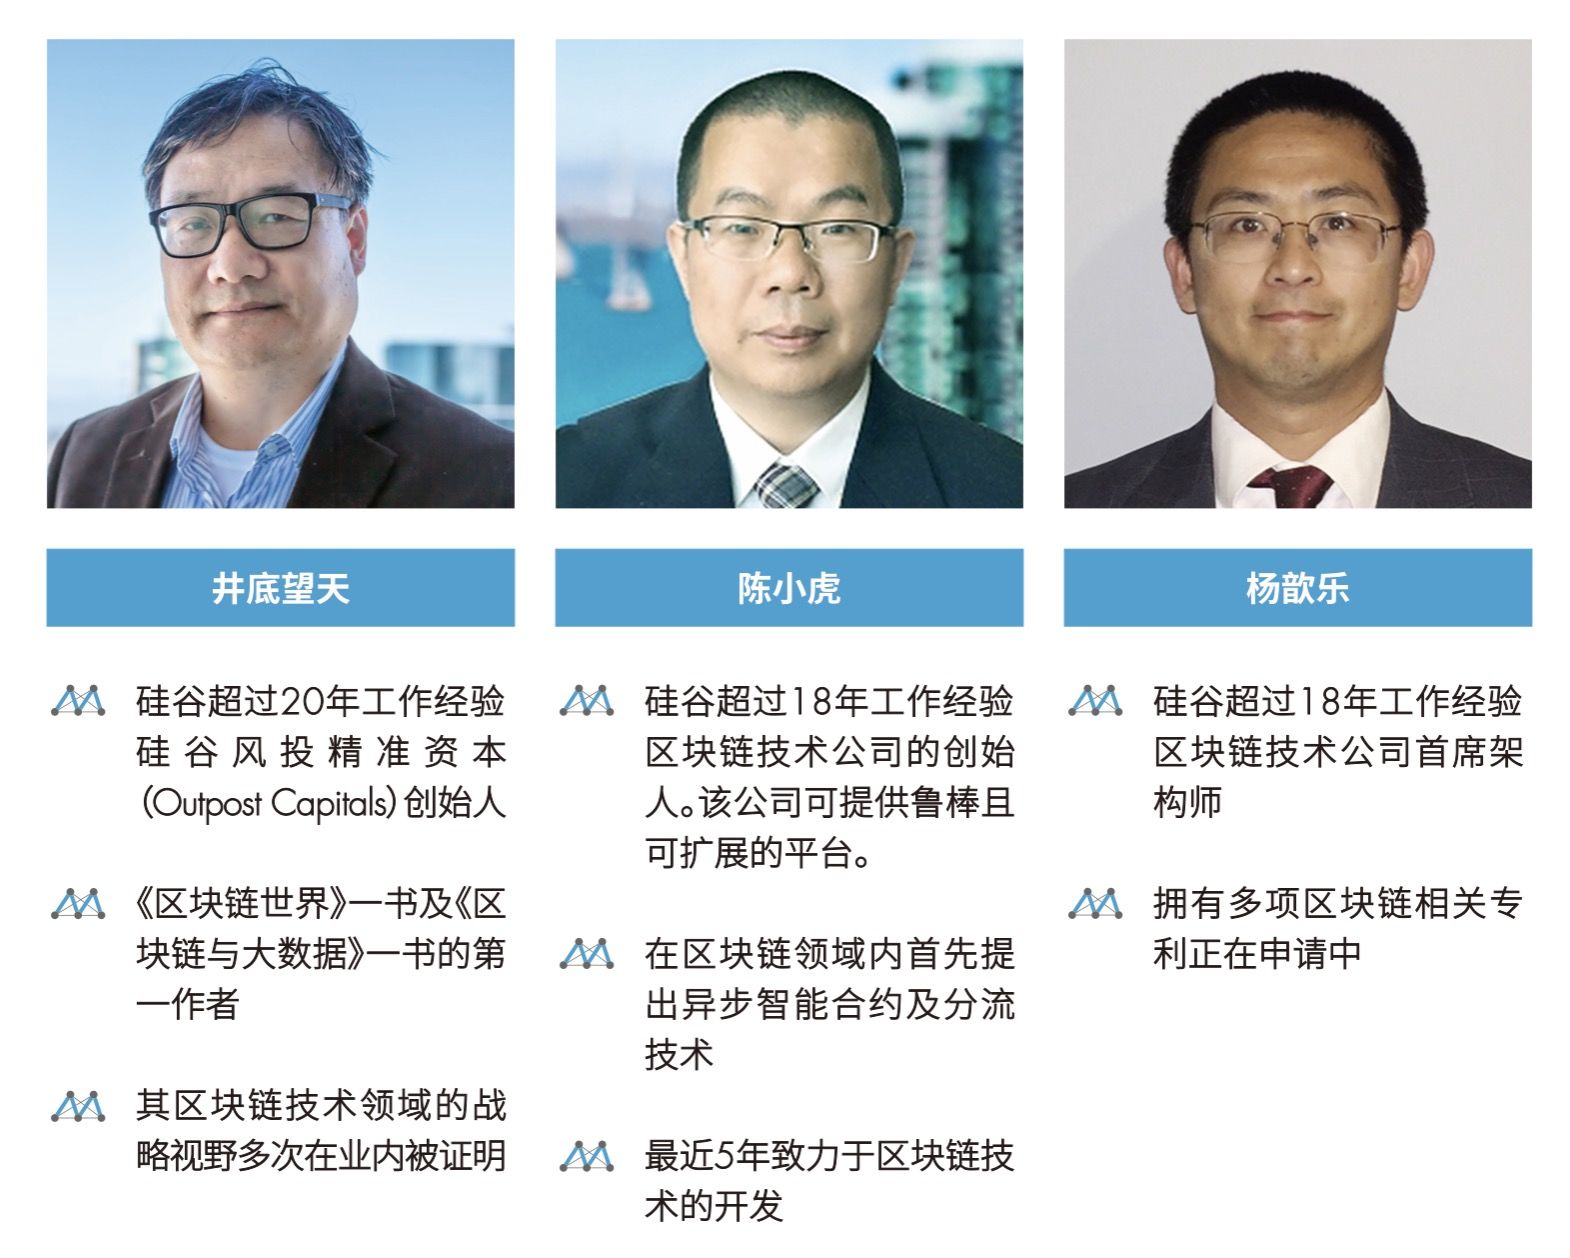 井底望天
硅谷超过20年工作经验
硅谷风投精准资本
（Outpost Capitals）创始人
《区块链世界》一书及《区
块链与大数据》一书的第
一作者
其区块链技术领域的战
略视野多次在业内被证明
陈小虎
硅谷超过18年工作经验
区块链技术公司的创始
人。该公司可提供鲁棒且
可扩展的平台。
在区块链领域内首先提
出异步智能合约及分流
技术
最近5年致力于区块链技
术的开发
杨歆乐
硅谷超过18年工作经验
区块链技术公司首席架
构师
拥有多项区块链相关专
利正在申请中